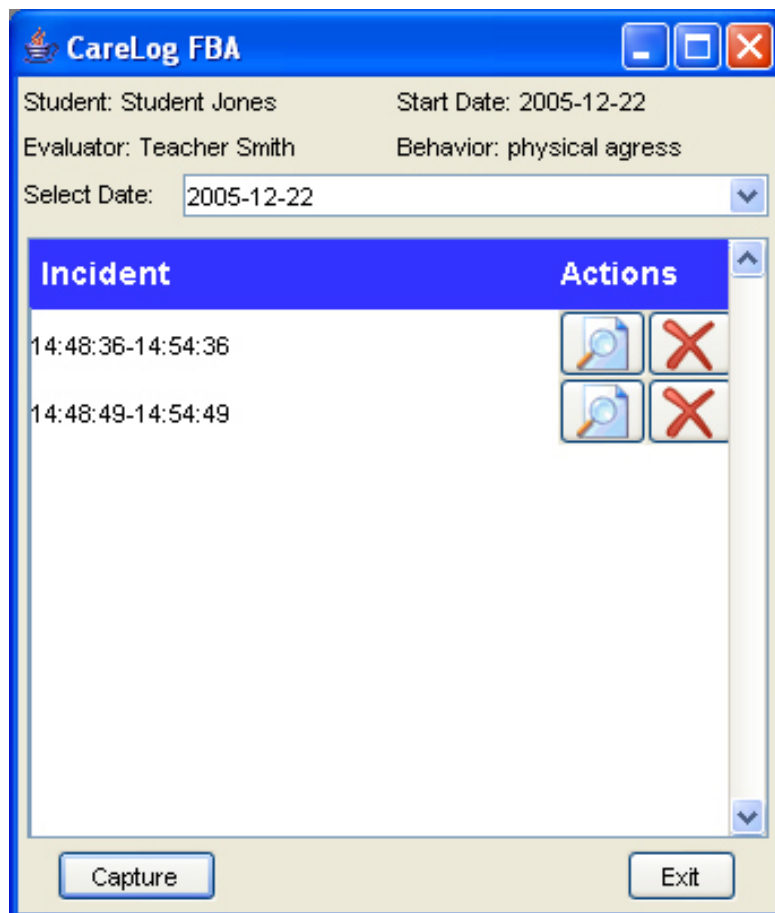 CareLog FBA
Student: Student Jones Start Date: 2005-12-22
Evaluator: Teacher Smith Behavior: physical agress
Select Date: 2005-12-22
Incident Actions
14:48:36-14:54:36
14:48:49-14:54:49
Capture Exit